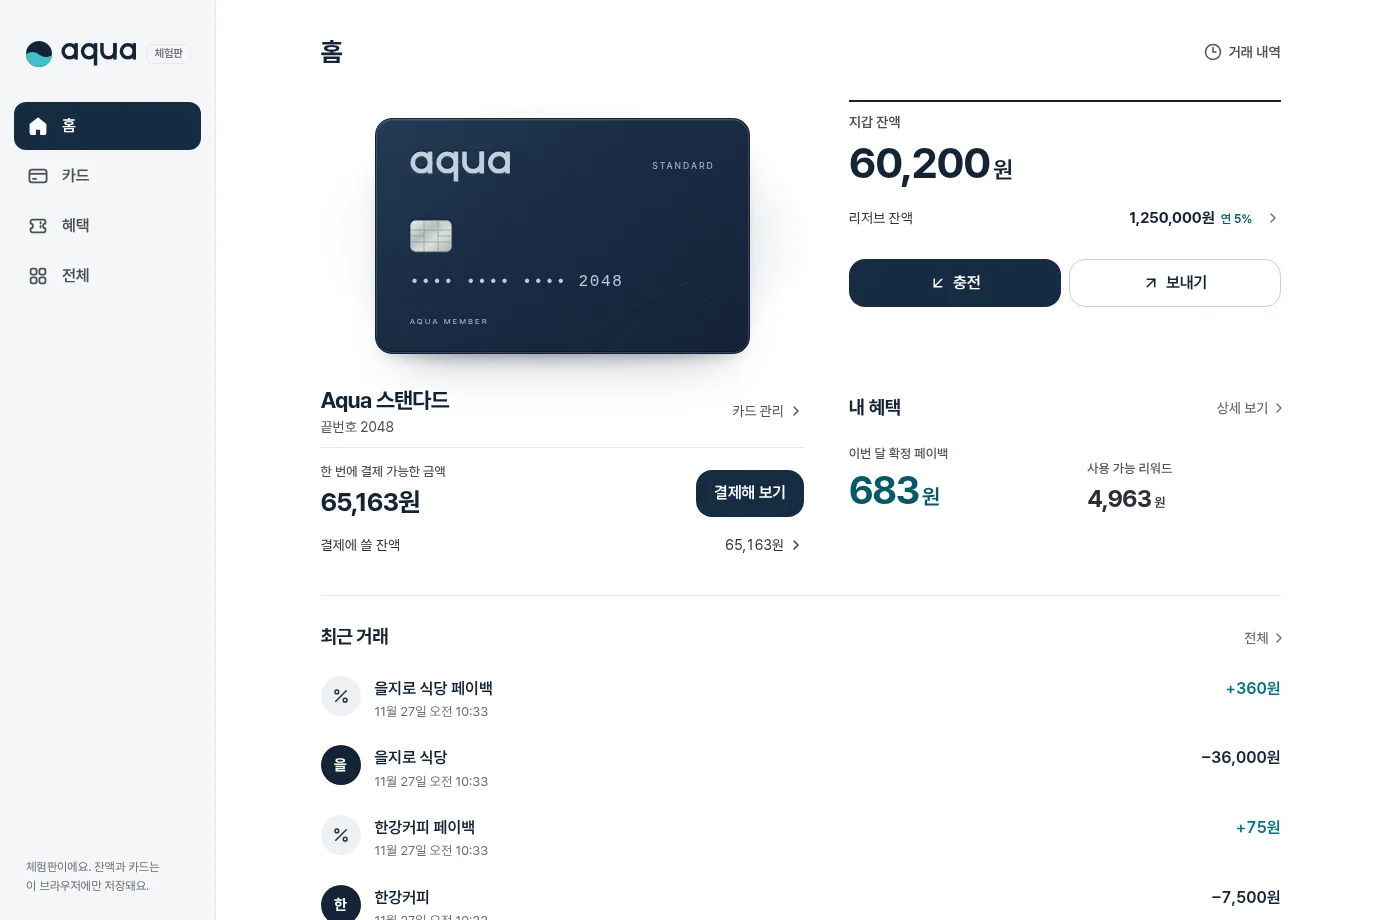 aqua 체험판
홈
카드
혜택
전체
체험판이에요. 잔액과 카드는
이 브라우저에만 저장돼요.
홈
거래 내역
aqua
STANDARD
•••• •••• •••• 2048
AQUA MEMBER
지갑 잔액
60,200원
리저브 잔액
1,250,000원 연 5%
충전
보내기
Aqua 스탠다드
끝번호 2048
카드 관리
한 번에 결제 가능한 금액
65,163원
결제해 보기
결제에 쓸 잔액
65,163원
내 혜택
상세 보기
이번 달 확정 페이백
683원
사용 가능 리워드
4,963원
최근 거래
전체
%
을지로 식당 페이백
11월 27일 오전 10:33
+360원
을
을지로 식당
11월 27일 오전 10:33
−36,000원
%
한강커피 페이백
11월 27일 오전 10:33
+75원
한
한강커피
11월 27일 오전 10:33
−7,500원